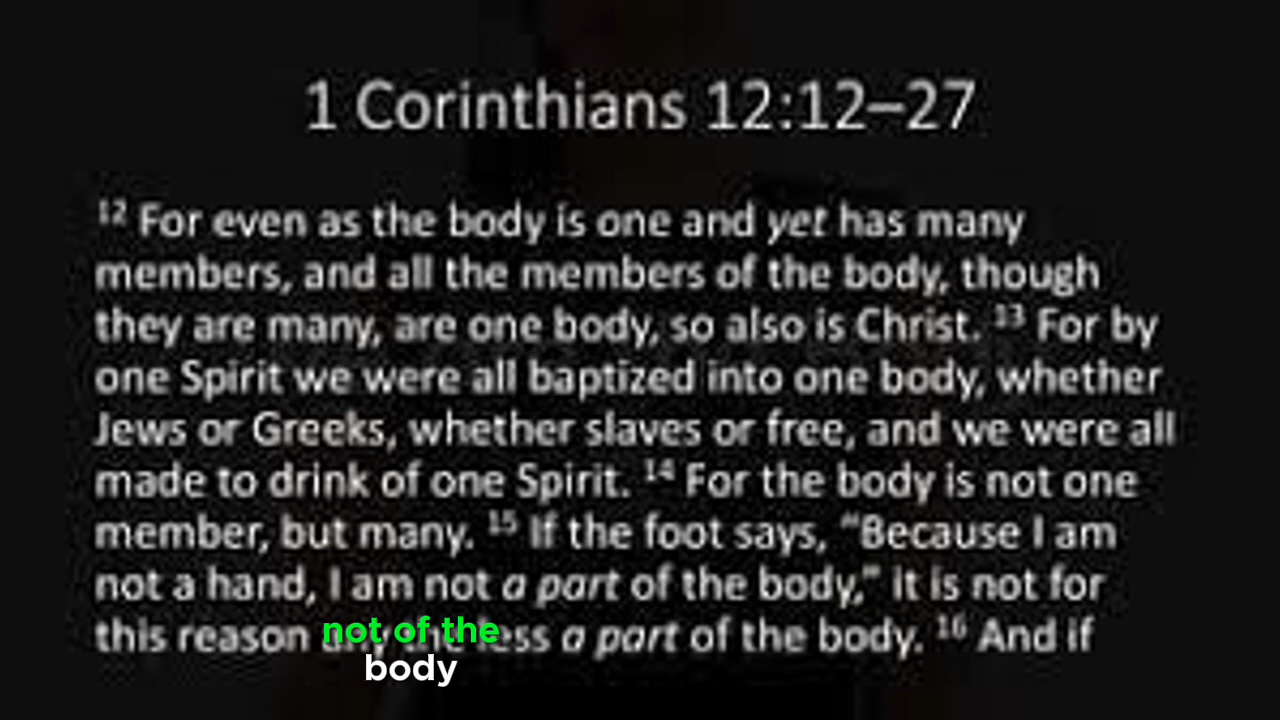 1 Corinthians 12:12–27
12 For even as the body is one and yet has many
members, and all the members of the body, though
they are many, are one body, so also is Christ. 13 For by
one Spirit we were all baptized into one body, whether
Jews or Greeks, whether slaves or free, and we were all
made to drink of one Spirit. 14 For the body is not one
member, but many. 15 If the foot says, “Because I am
not a hand, I am not a part of the body,” it is not for
this reason any the less a part of the body. 16 And if
not of the
body